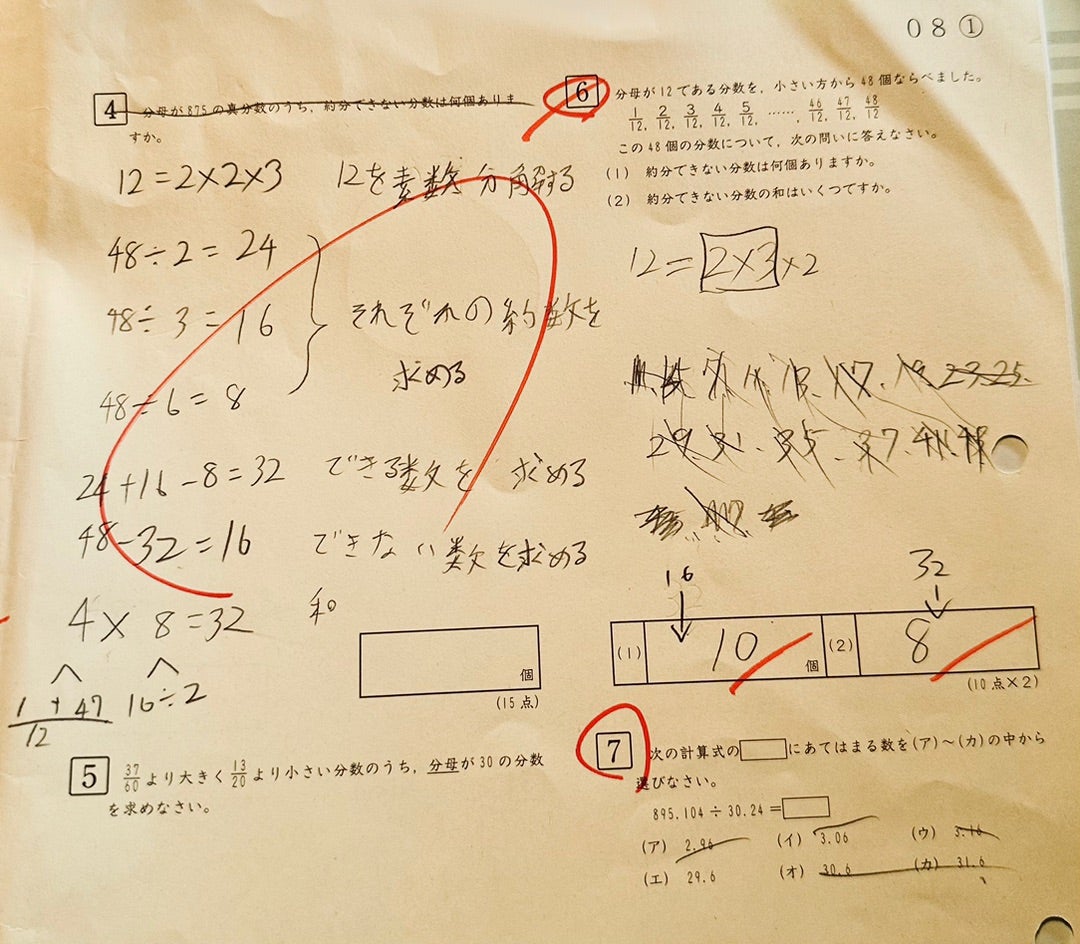 08①
4 分母が875の真分数のうち，約分できない分数は何個ありま
すか。
12=2×2×3 12を素数分解する
48÷2=24
48÷3=16 それぞれの約数を
求める
48÷6=8
24+16-8=32 できる数を求める
48-32=16 できない数を求める
4×8=32 和
1+47 16÷2
12
個
(15点)
5 37/60より大きく13/20より小さい分数のうち，分母が30の分数
を求めなさい。
6 分母が12である分数を，小さい方から48個ならべました。
1/12, 2/12, 3/12, 4/12, 5/12, ……, 46/12, 47/12, 48/12
この48個の分数について，次の問いに答えなさい。
(1) 約分できない分数は何個ありますか。
(2) 約分できない分数の和はいくつですか。
12=2×3×2
17. 19 23.25.
29. 31. 35. 37.
16 32
(1) 10 個 (2) 8
(10点×2)
7 次の計算式の□にあてはまる数を(ア)～(カ)の中から
選びなさい。
895.104÷30.24=□
(ア) 2.96 (イ) 3.06 (ウ) 3.16
(エ) 29.6 (オ) 30.6 (カ) 31.6